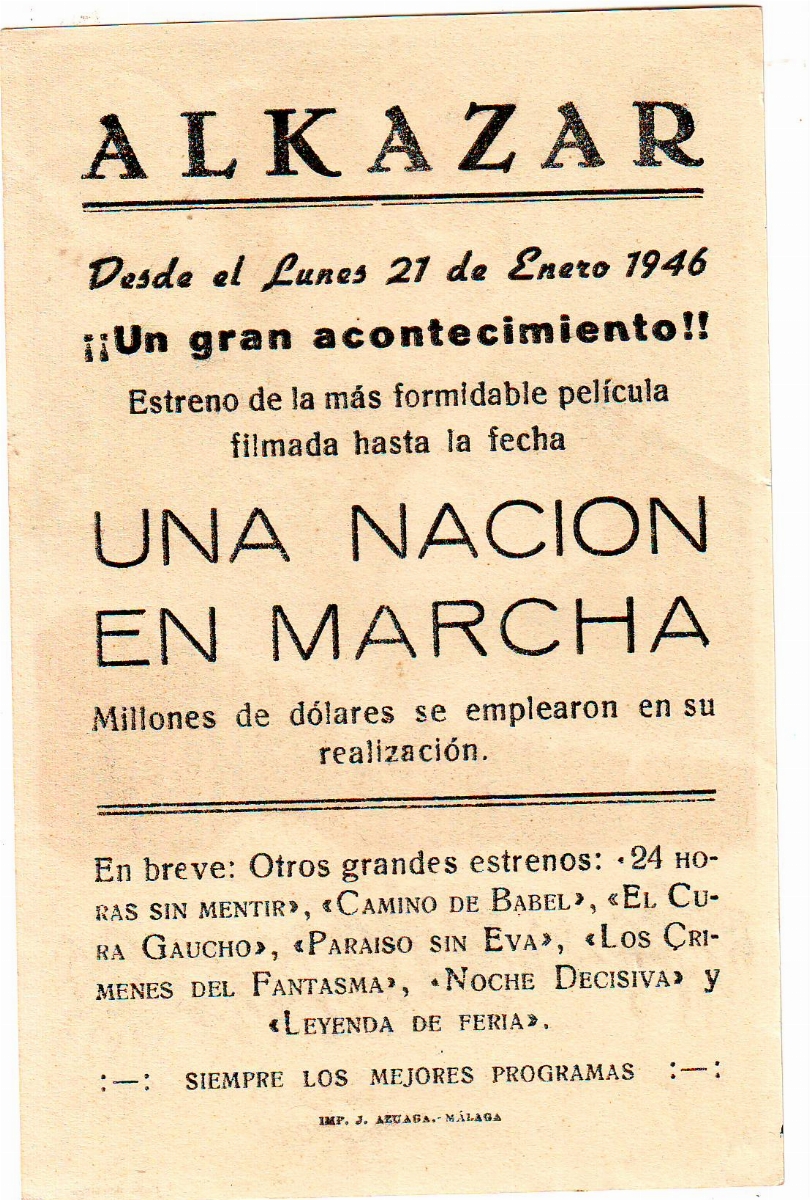 ALKAZAR
Desde el Lunes 21 de Enero 1946
¡¡Un gran acontecimiento!!
Estreno de la más formidable película
filmada hasta la fecha
UNA NACION
EN MARCHA
Millones de dólares se emplearon en su
realización.
En breve: Otros grandes estrenos: «24 HO-
RAS SIN MENTIR», «CAMINO DE BABEL», «EL CU-
RA GAUCHO», «PARAISO SIN EVA», «LOS CRI-
MENES DEL FANTASMA», «NOCHE DECISIVA» y
«LEYENDA DE FERIA».
:—: SIEMPRE LOS MEJORES PROGRAMAS :—:
IMP. J. AZUAGA.-MÁLAGA